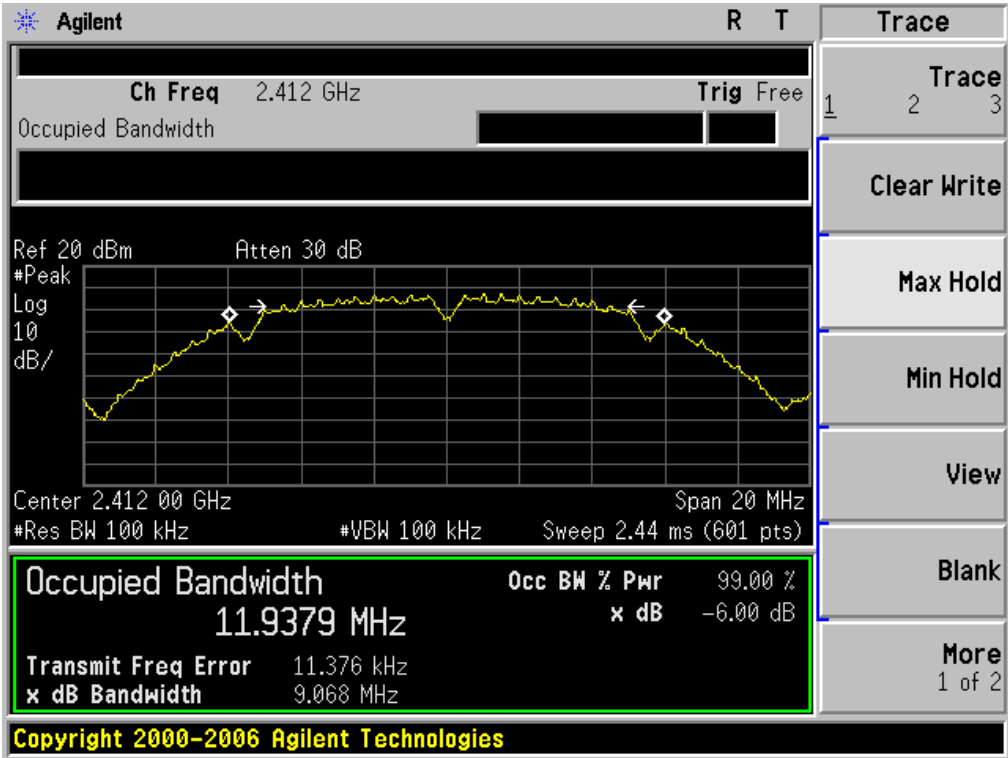 Agilent R T
Ch Freq 2.412 GHz Trig Free
Occupied Bandwidth
Ref 20 dBm Atten 30 dB
#Peak
Log
10
dB/
Center 2.412 00 GHz Span 20 MHz
#Res BW 100 kHz #VBW 100 kHz Sweep 2.44 ms (601 pts)
Occupied Bandwidth
11.9379 MHz
Occ BW % Pwr 99.00 %
x dB -6.00 dB
Transmit Freq Error 11.376 kHz
x dB Bandwidth 9.068 MHz
Copyright 2000-2006 Agilent Technologies
Trace
Trace
1 2 3
Clear Write
Max Hold
Min Hold
View
Blank
More
1 of 2